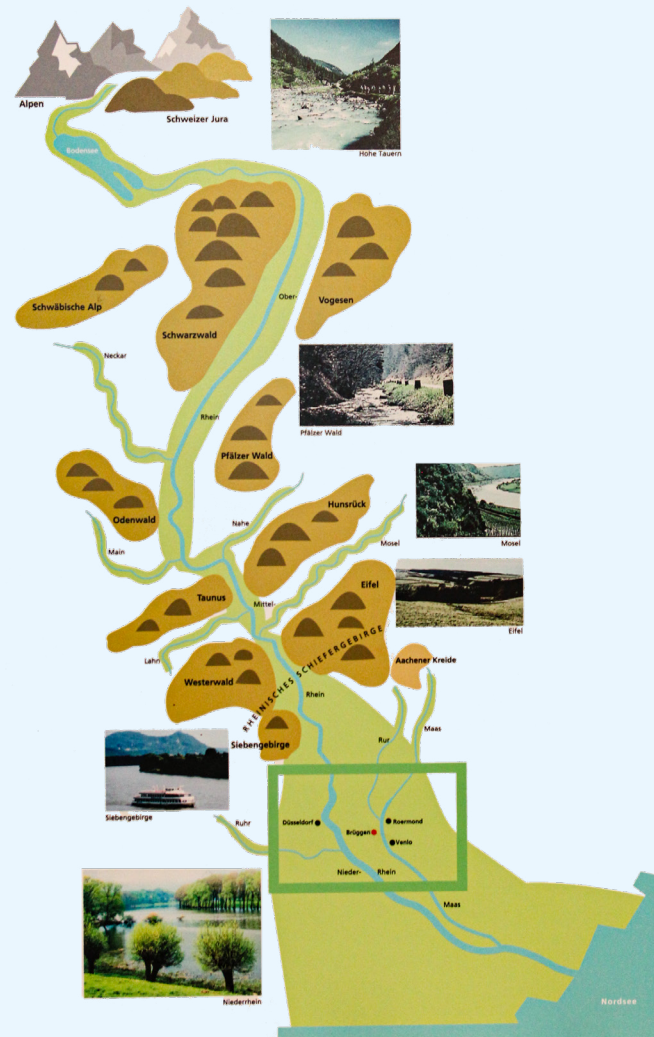 Alpen
Schweizer Jura
Hohe Tauern
Bodensee
Schwäbische Alp
Schwarzwald
Ober-
Vogesen
Neckar
Rhein
Pfälzer Wald
Pfälzer Wald
Odenwald
Nahe
Hunsrück
Mosel
Mosel
Main
Taunus
Mittel-
Eifel
Eifel
Lahn
Westerwald
RHEINISCHES SCHIEFERGEBIRGE
Aachener Kreide
Rhein
Siebengebirge
Rur
Maas
Siebengebirge
Ruhr
Düsseldorf
Roermond
Brüggen
Venlo
Nieder-
Rhein
Maas
Niederrhein
Nordsee